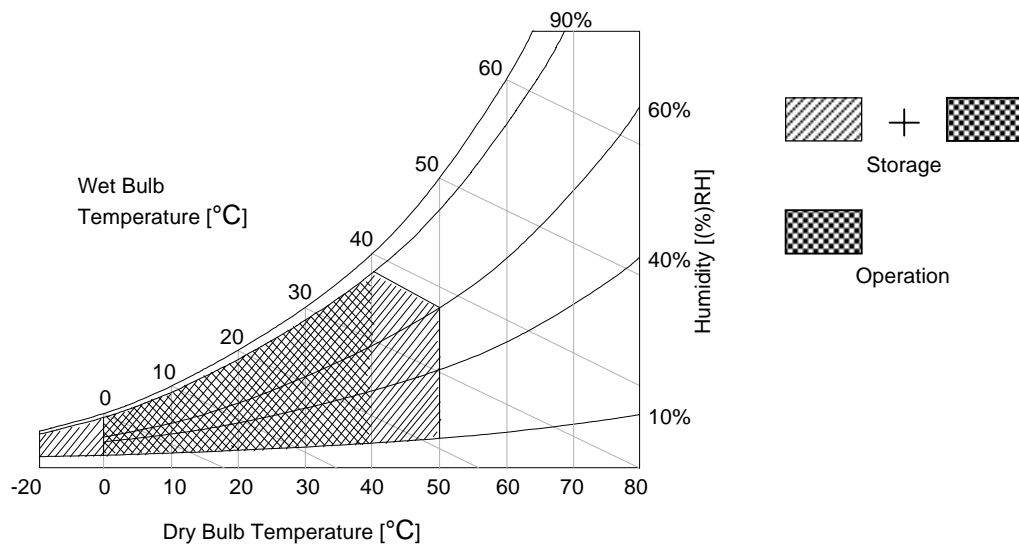 90%
60
60%
50
Wet Bulb
Temperature [°C]
Storage
40
40%
Humidity [(%)RH]
Operation
30
20
10
0
10%
-20 0 10 20 30 40 50 60 70 80
Dry Bulb Temperature [°C]